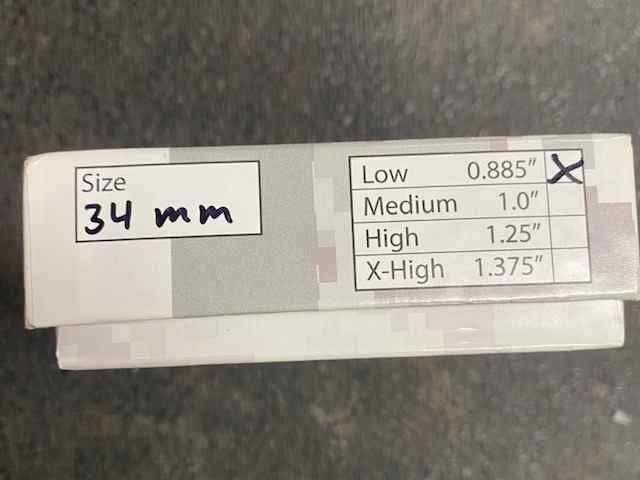 Size
34 mm
Low 0.885" X
Medium 1.0"
High 1.25"
X-High 1.375"